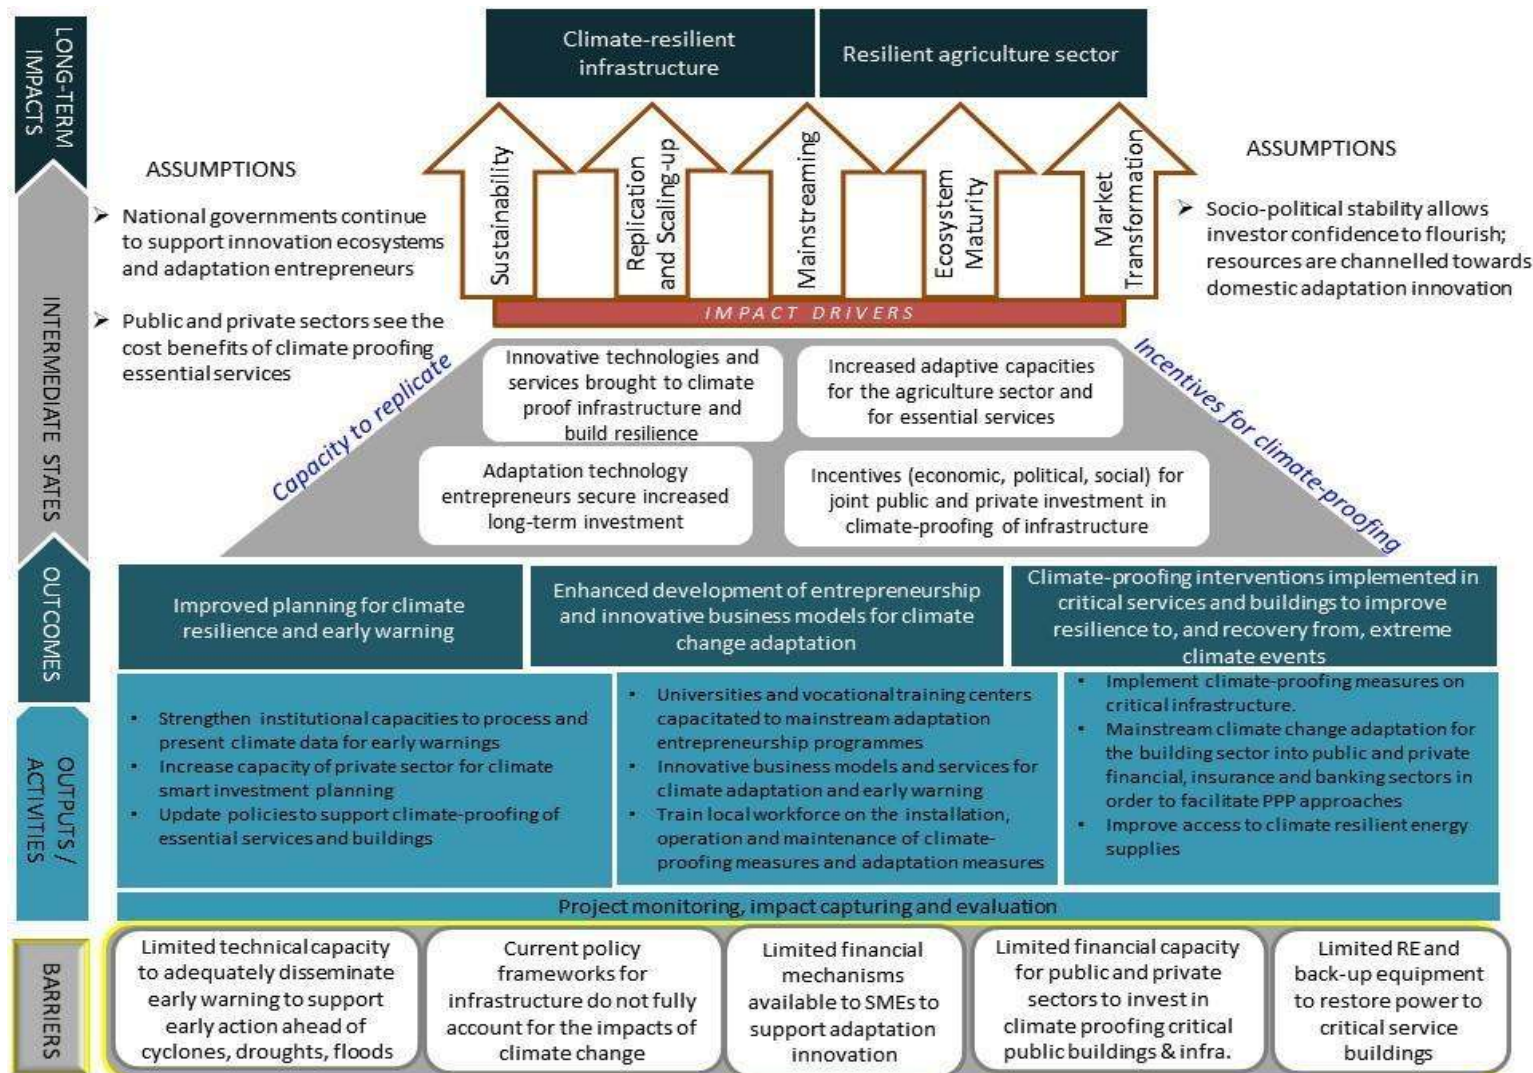 LONG-TERM
IMPACTS
Climate-resilient
infrastructure
Resilient agriculture sector
ASSUMPTIONS
➢ National governments continue
to support innovation ecosystems
and adaptation entrepreneurs
➢ Public and private sectors see the
cost benefits of climate proofing
essential services
Sustainability
Replication
and Scaling-up
Mainstreaming
Ecosystem
Maturity
Market
Transformation
ASSUMPTIONS
➢ Socio-political stability allows
investor confidence to flourish;
resources are channelled towards
domestic adaptation innovation
IMPACT DRIVERS
INTERMEDIATE STATES
Capacity to replicate
Innovative technologies and
services brought to climate
proof infrastructure and
build resilience
Increased adaptive capacities
for the agriculture sector and
for essential services
Adaptation technology
entrepreneurs secure increased
long-term investment
Incentives (economic, political, social) for
joint public and private investment in
climate-proofing of infrastructure
Incentives for climate-proofing
OUTCOMES
Improved planning for climate
resilience and early warning
Enhanced development of entrepreneurship
and innovative business models for climate
change adaptation
Climate-proofing interventions implemented in
critical services and buildings to improve
resilience to, and recovery from, extreme
climate events
OUTPUTS /
ACTIVITIES
• Strengthen institutional capacities to process and
present climate data for early warnings
• Increase capacity of private sector for climate
smart investment planning
• Update policies to support climate-proofing of
essential services and buildings
• Universities and vocational training centers
capacitated to mainstream adaptation
entrepreneurship programmes
• Innovative business models and services for
climate adaptation and early warning
• Train local workforce on the installation,
operation and maintenance of climate-
proofing measures and adaptation measures
• Implement climate-proofing measures on
critical infrastructure.
• Mainstream climate change adaptation for
the building sector into public and private
financial, insurance and banking sectors in
order to facilitate PPP approaches
• Improve access to climate resilient energy
supplies
Project monitoring, impact capturing and evaluation
BARRIERS
Limited technical capacity
to adequately disseminate
early warning to support
early action ahead of
cyclones, droughts, floods
Current policy
frameworks for
infrastructure do not fully
account for the impacts of
climate change
Limited financial
mechanisms
available to SMEs to
support adaptation
innovation
Limited financial capacity
for public and private
sectors to invest in
climate proofing critical
public buildings & infra.
Limited RE and
back-up equipment
to restore power to
critical service
buildings